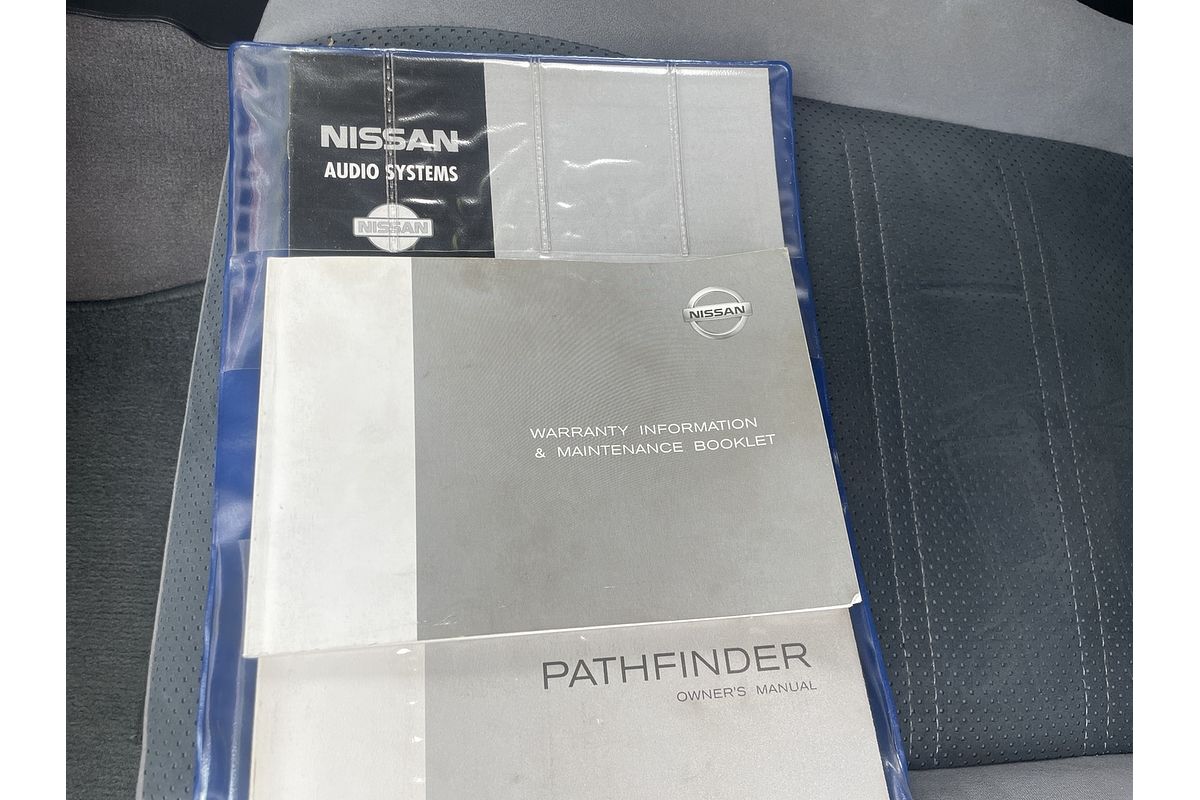 NISSAN
AUDIO SYSTEMS
NISSAN
NISSAN
WARRANTY INFORMATION
& MAINTENANCE BOOKLET
PATHFINDER
OWNER'S MANUAL